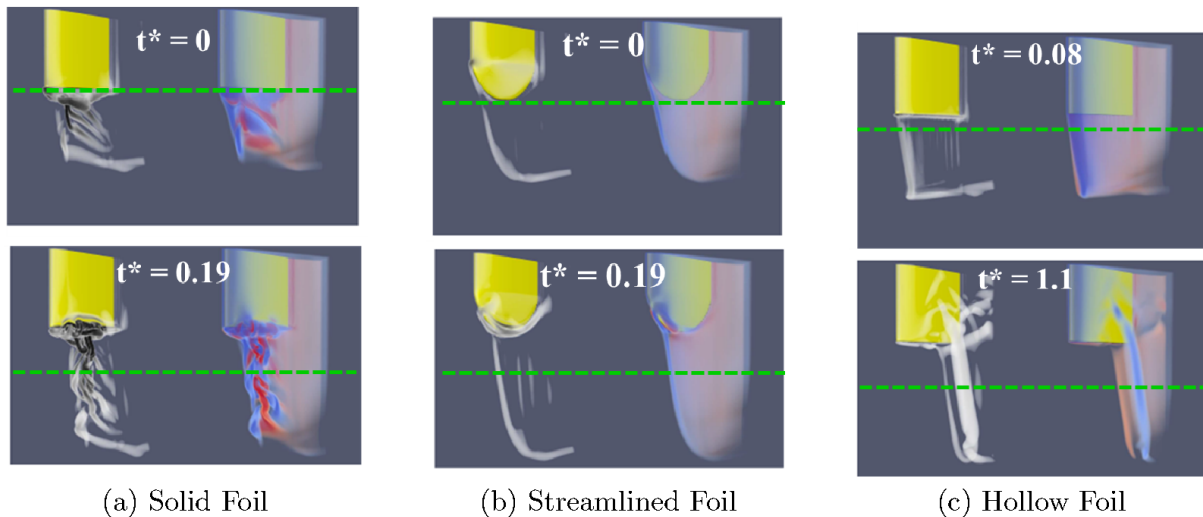 t* = 0
t* = 0
t* = 0.08
t* = 0.19
t* = 0.19
t* = 1.1
(a) Solid Foil
(b) Streamlined Foil
(c) Hollow Foil